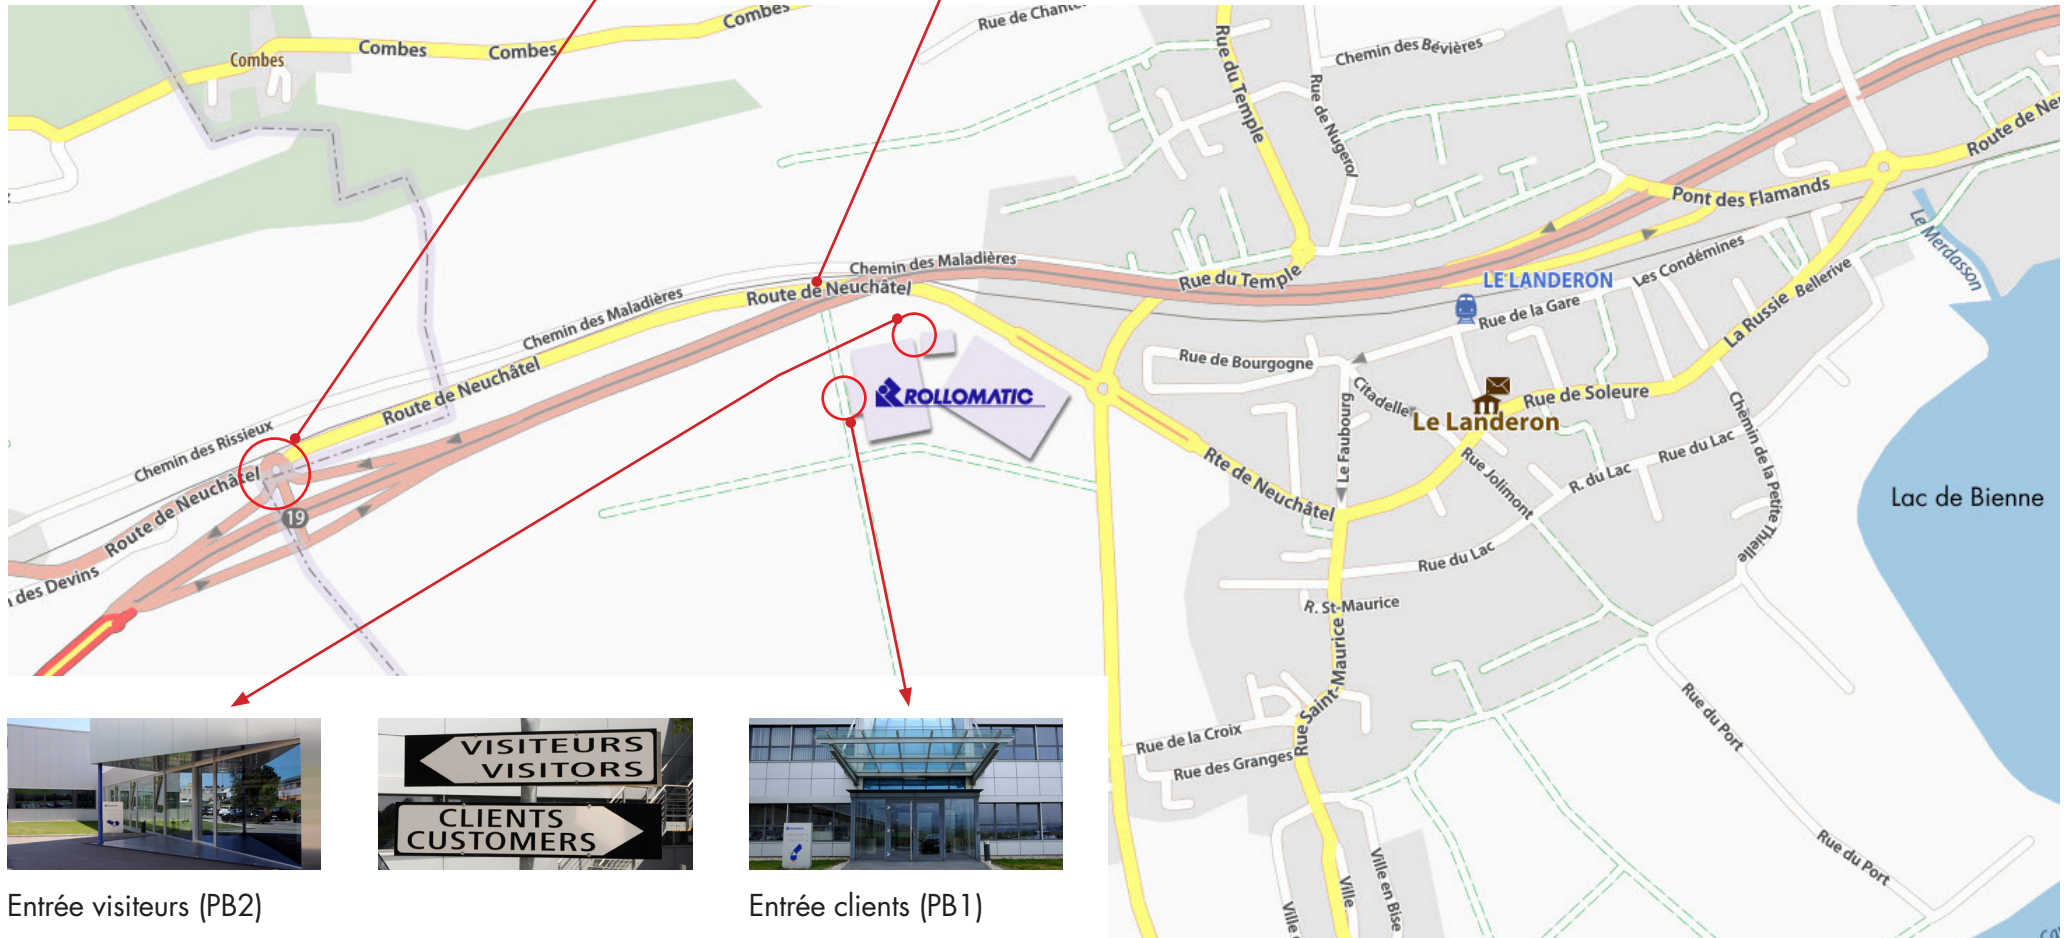 Combes
Combes
Combes
Combes
Rue de Chante
Rue du Temple
Chemin des Bévières
Rue de Nugerol
Route de Ne
Pont des Flamands
Le Merdasson
Chemin des Maladières
Route de Neuchâtel
Rue du Temple
LE LANDERON
Les Condémines
Bellerive
La Russie
Rue de la Gare
Chemin des Maladières
Route de Neuchâtel
Rue de Bourgogne
Citadelle
Le Faubourg
ROLLOMATIC
Rue de Soleure
Le Landeron
Chemin de la Petite Thielle
Chemin des Rissieux
Route de Neuchâtel
Route de Neuchâtel
19
des Devins
Rte de Neuchâtel
Rue Jolimont
R. du Lac
Rue du Lac
Lac de Bienne
Rue du Lac
R. St-Maurice
Rue Saint-Maurice
Rue de la Croix
Rue des Granges
Rue du Port
Rue du Port
Ville
Ville
Ville en Bise
VISITEURS
VISITORS
CLIENTS
CUSTOMERS
Entrée visiteurs (PB2)
Entrée clients (PB1)